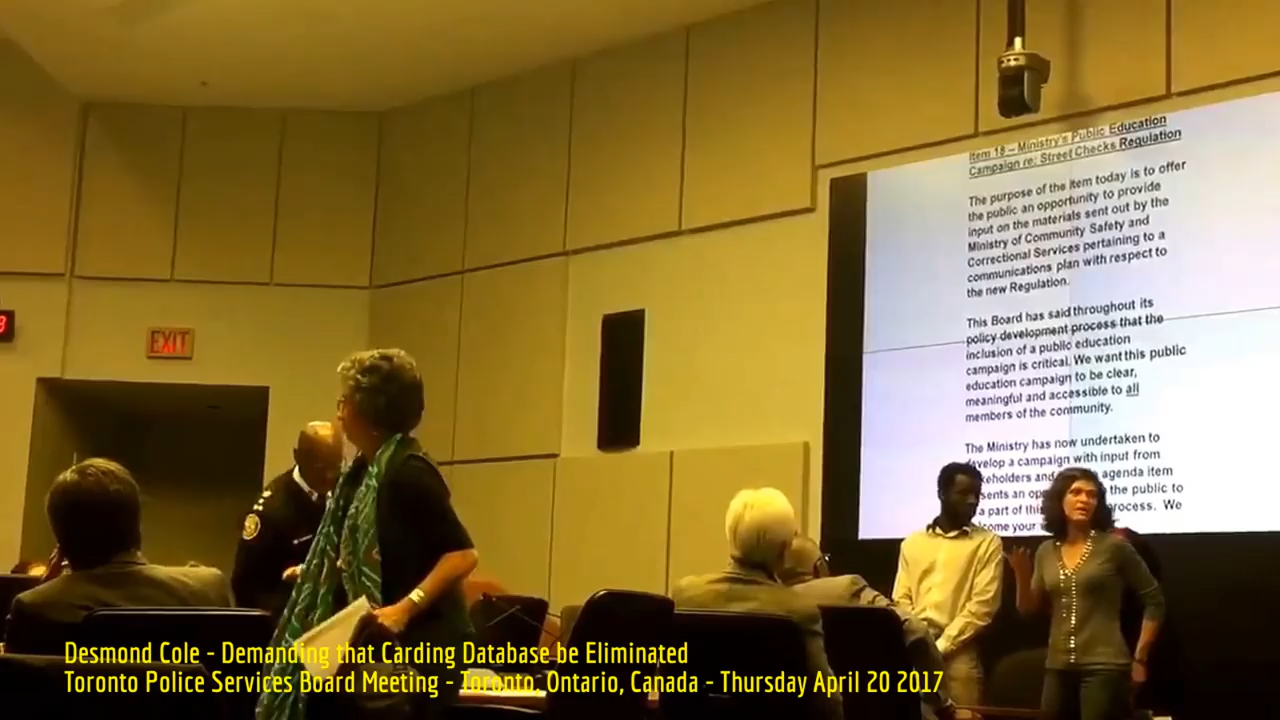 Item 18 – Ministry's Public Education
Campaign re: Street Checks Regulation
The purpose of the Item today is to offer
the public an opportunity to provide
input on the materials sent out by the
Ministry of Community Safety and
Correctional Services pertaining to a
communications plan with respect to
the new Regulation.
This Board has said throughout its
policy development process that the
inclusion of a public education
campaign is critical. We want this public
education campaign to be clear,
meaningful and accessible to all
members of the community.
The Ministry has now undertaken to
develop a campaign with input from
agenda item
the public to
a part of this process. We
your
EXIT
3
Desmond Cole - Demanding that Carding Database be Eliminated
Toronto Police Services Board Meeting - Toronto, Ontario, Canada - Thursday April 20 2017